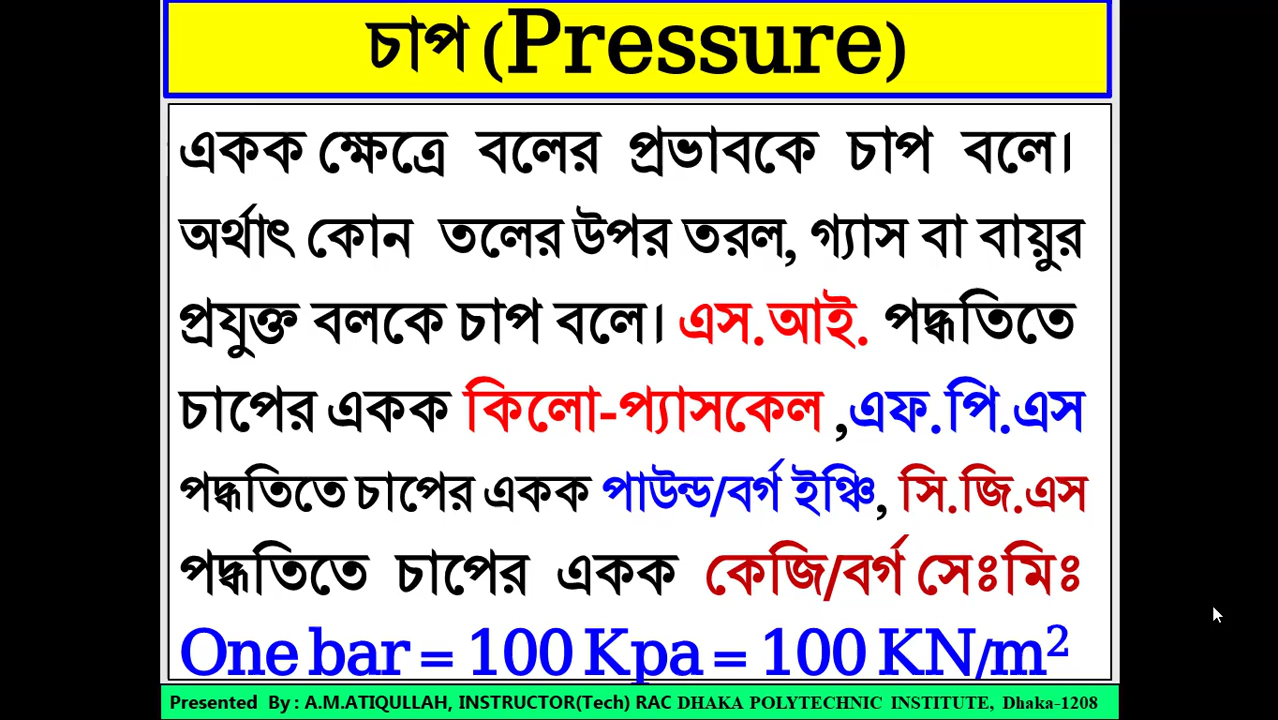 চাপ (Pressure)
একক ক্ষেত্রে বলের প্রভাবকে চাপ বলে।
অর্থাৎ কোন তলের উপর তরল, গ্যাস বা বায়ুর
প্রযুক্ত বলকে চাপ বলে। এস.আই. পদ্ধতিতে
চাপের একক কিলো-প্যাসকেল ,এফ.পি.এস
পদ্ধতিতে চাপের একক পাউন্ড/বর্গ ইঞ্চি, সি.জি.এস
পদ্ধতিতে চাপের একক কেজি/বর্গ সেঃমিঃ
One bar = 100 Kpa = 100 KN/m²
Presented By : A.M.ATIQULLAH, INSTRUCTOR(Tech) RAC DHAKA POLYTECHNIC INSTITUTE, Dhaka-1208